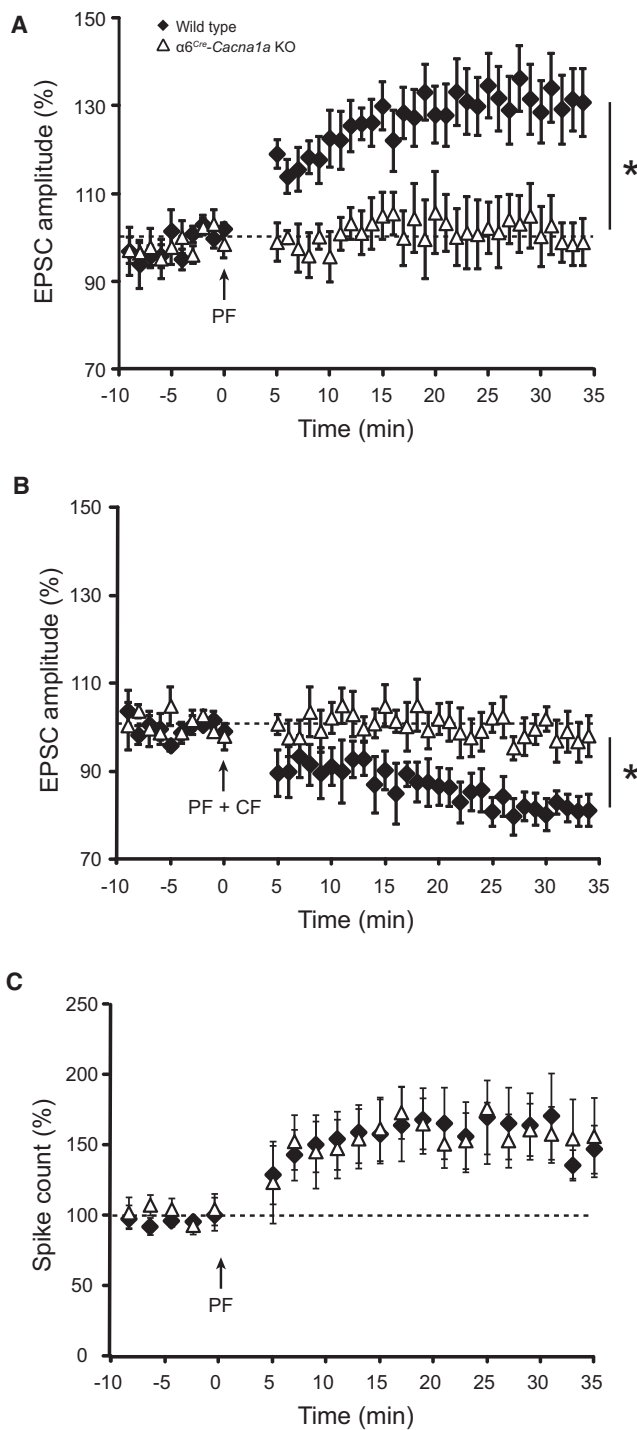 A
150
130
110
90
70
EPSC amplitude (%)
◆ Wild type
△ α6Cre-Cacna1a KO
PF
*
-10 -5 0 5 10 15 20 25 30 35
Time (min)
B
150
130
110
90
70
EPSC amplitude (%)
PF + CF
*
-10 -5 0 5 10 15 20 25 30 35
Time (min)
C
250
200
150
100
50
0
Spike count (%)
PF
-10 -5 0 5 10 15 20 25 30 35
Time (min)